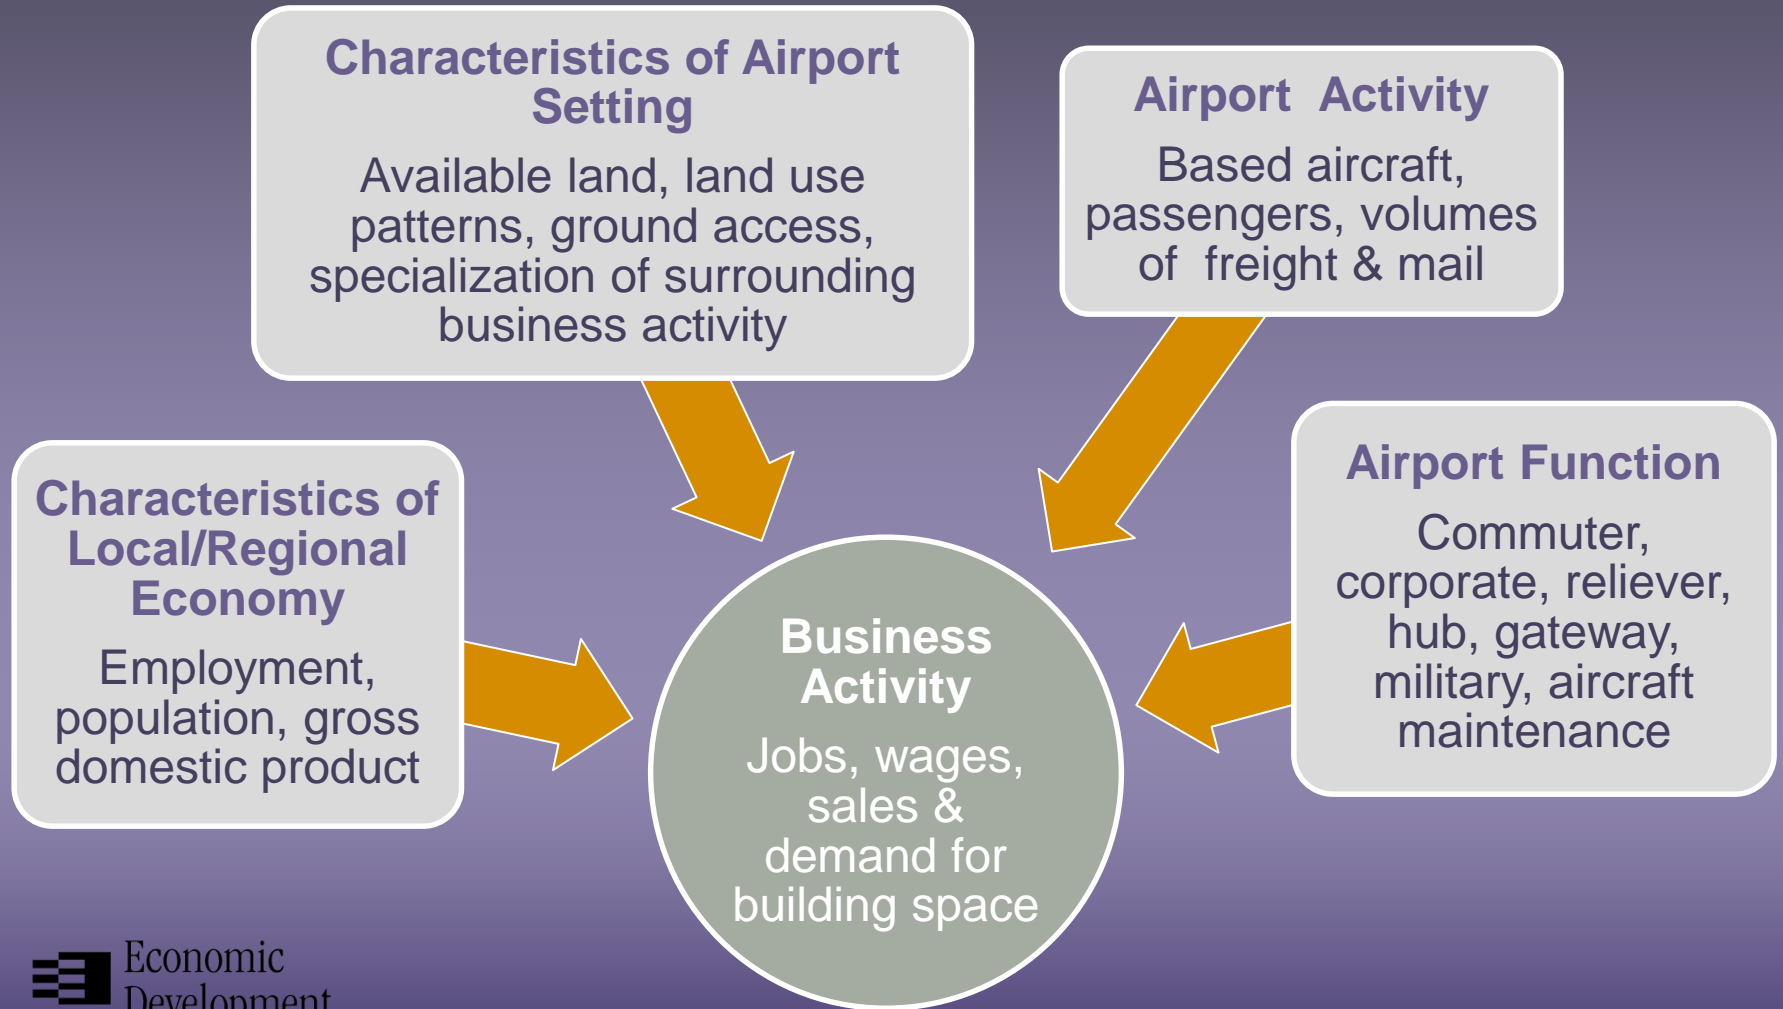 Characteristics of Airport
Setting
Available land, land use
patterns, ground access,
specialization of surrounding
business activity
Airport Activity
Based aircraft,
passengers, volumes
of freight & mail
Characteristics of
Local/Regional
Economy
Employment,
population, gross
domestic product
Airport Function
Commuter,
corporate, reliever,
hub, gateway,
military, aircraft
maintenance
Business
Activity
Jobs, wages,
sales &
demand for
building space
Economic
Development